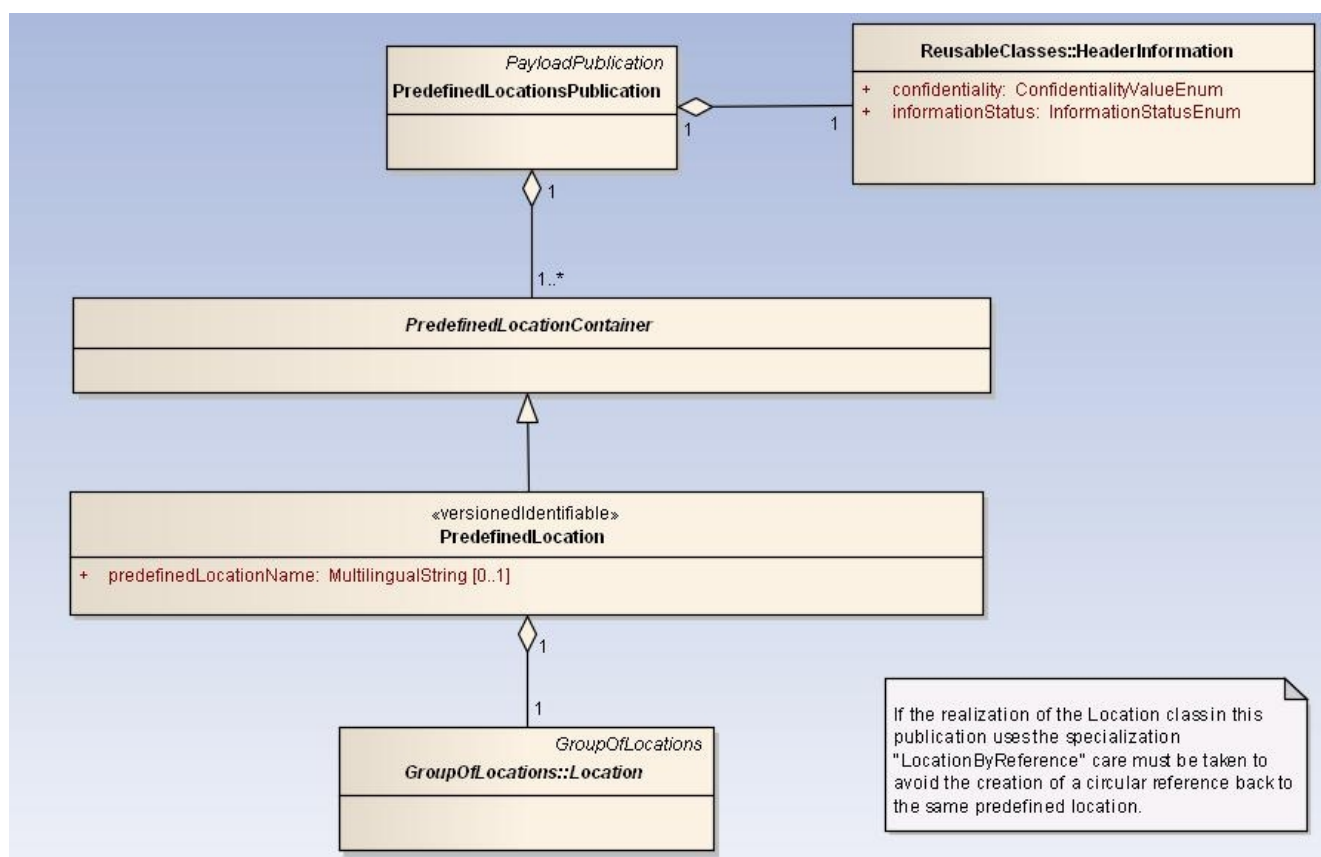 PayloadPublication
PredefinedLocationsPublication
ReusableClasses::HeaderInformation
+ confidentiality: ConfidentialityValueEnum
+ informationStatus: InformationStatusEnum
1
1
1
1..*
PredefinedLocationContainer
«versionedIdentifiable»
PredefinedLocation
+ predefinedLocationName: MultilingualString [0..1]
1
1
GroupOfLocations
GroupOfLocations::Location
If the realization of the Location class in this
publication uses the specialization
"LocationByReference" care must be taken to
avoid the creation of a circular reference back to
the same predefined location.